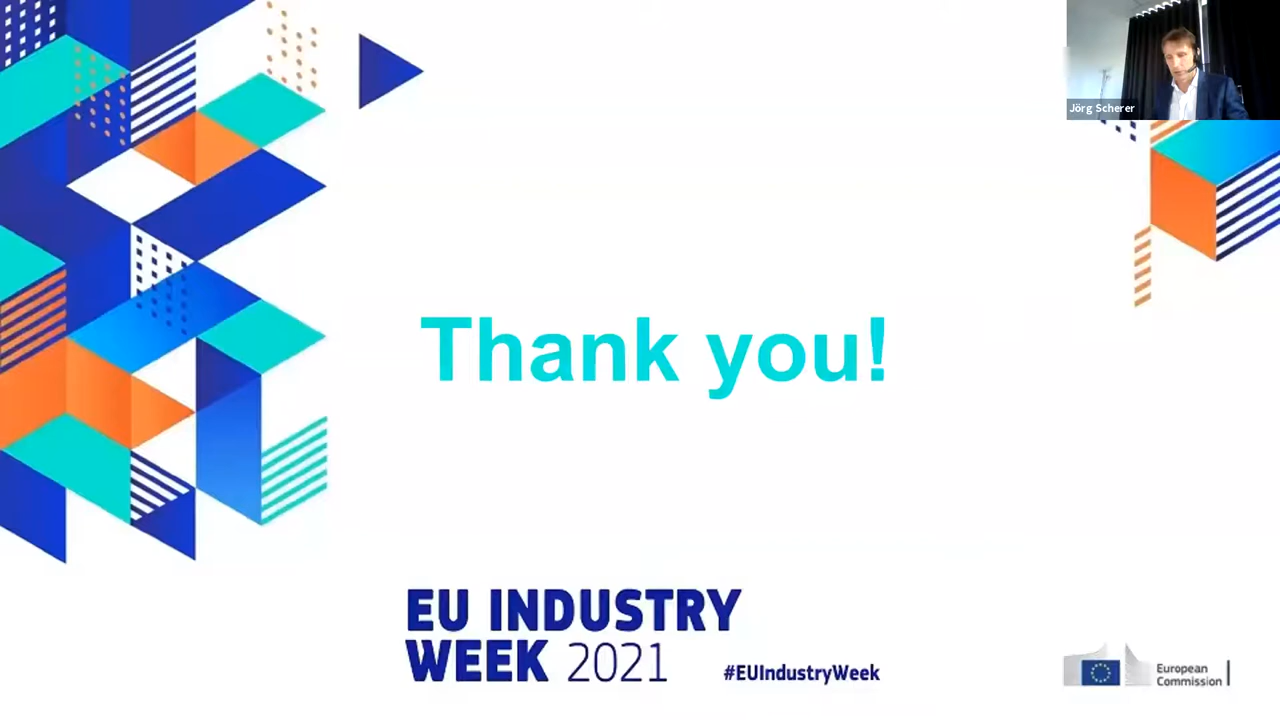 Jörg Scherer
Thank you!
EU INDUSTRY
WEEK 2021
#EUIndustryWeek
European
Commission